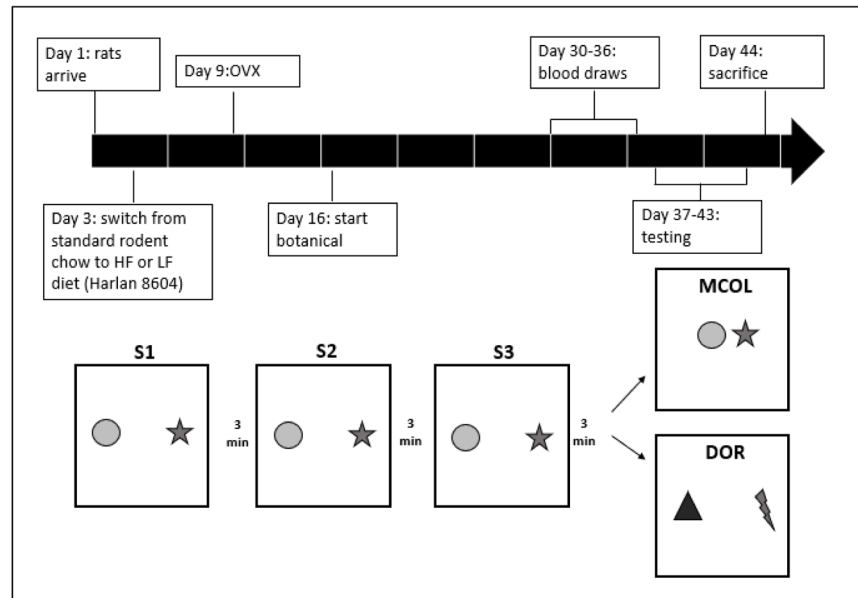 Day 1: rats
arrive
Day 9:OVX
Day 30-36:
blood draws
Day 44:
sacrifice
Day 3: switch from
standard rodent
chow to HF or LF
diet (Harlan 8604)
Day 16: start
botanical
Day 37-43:
testing
S1
S2
S3
3
min
3
min
3
min
MCOL
DOR